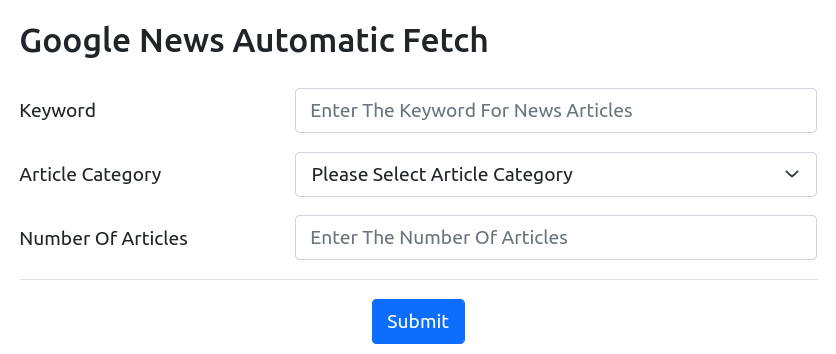 Google News Automatic Fetch
Keyword
Enter The Keyword For News Articles
Article Category
Please Select Article Category
Number Of Articles
Enter The Number Of Articles
Submit